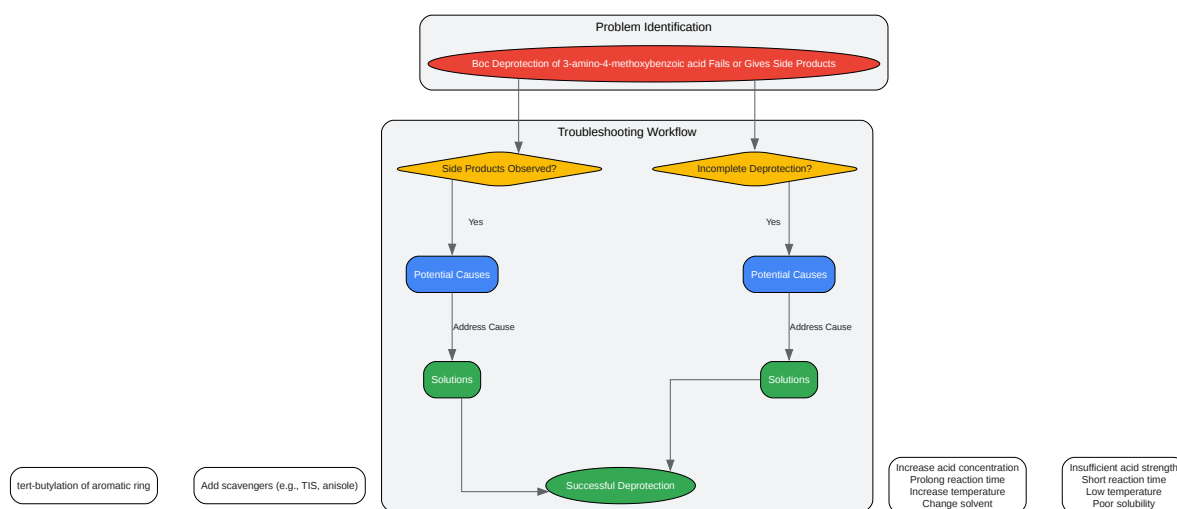 Problem Identification
Boc Deprotection of 3-amino-4-methoxybenzoic acid Fails or Gives Side Products
Troubleshooting Workflow
Side Products Observed?
Incomplete Deprotection?
Yes
Yes
Potential Causes
Potential Causes
Address Cause
Address Cause
Solutions
Solutions
tert-butylation of aromatic ring
Add scavengers (e.g., TIS, anisole)
Successful Deprotection
Increase acid concentration
Prolong reaction time
Increase temperature
Change solvent
Insufficient acid strength
Short reaction time
Low temperature
Poor solubility